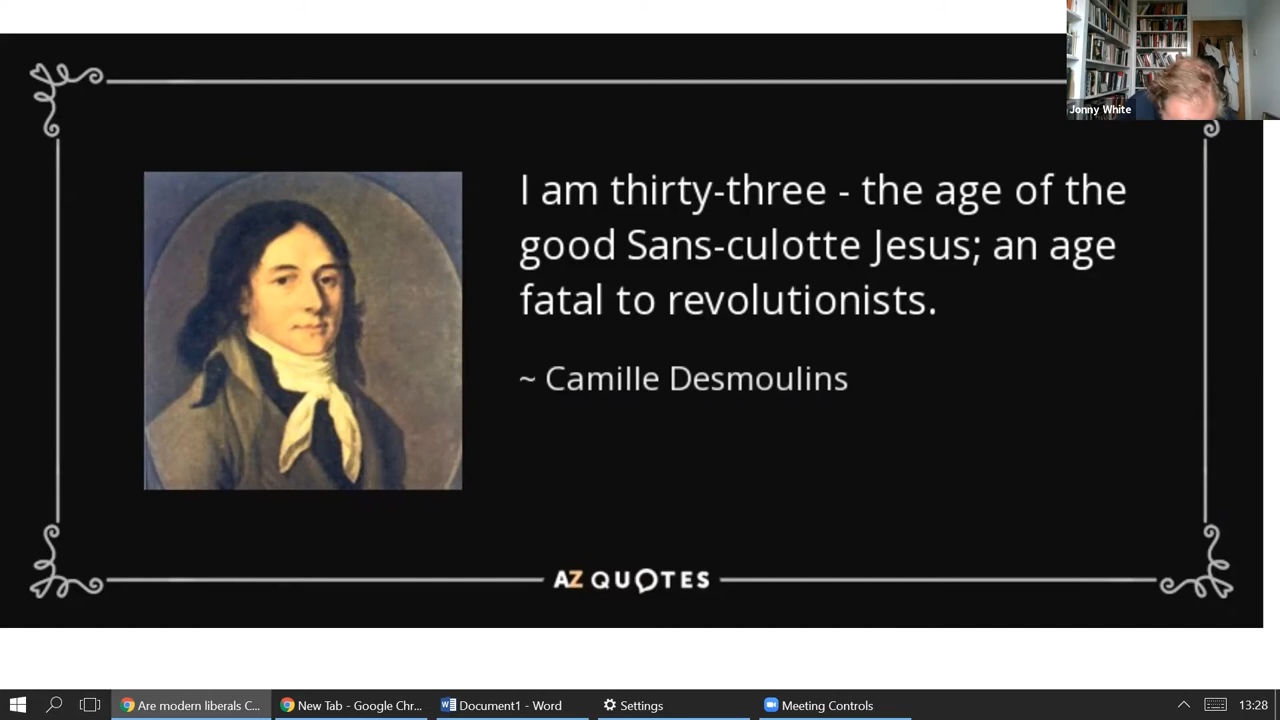 Jonny White
I am thirty-three - the age of the
good Sans-culotte Jesus; an age
fatal to revolutionists.
~ Camille Desmoulins
AZ QUOTES
Are modern liberals C...
New Tab - Google Chr...
Document1 - Word
Settings
Meeting Controls
13:28